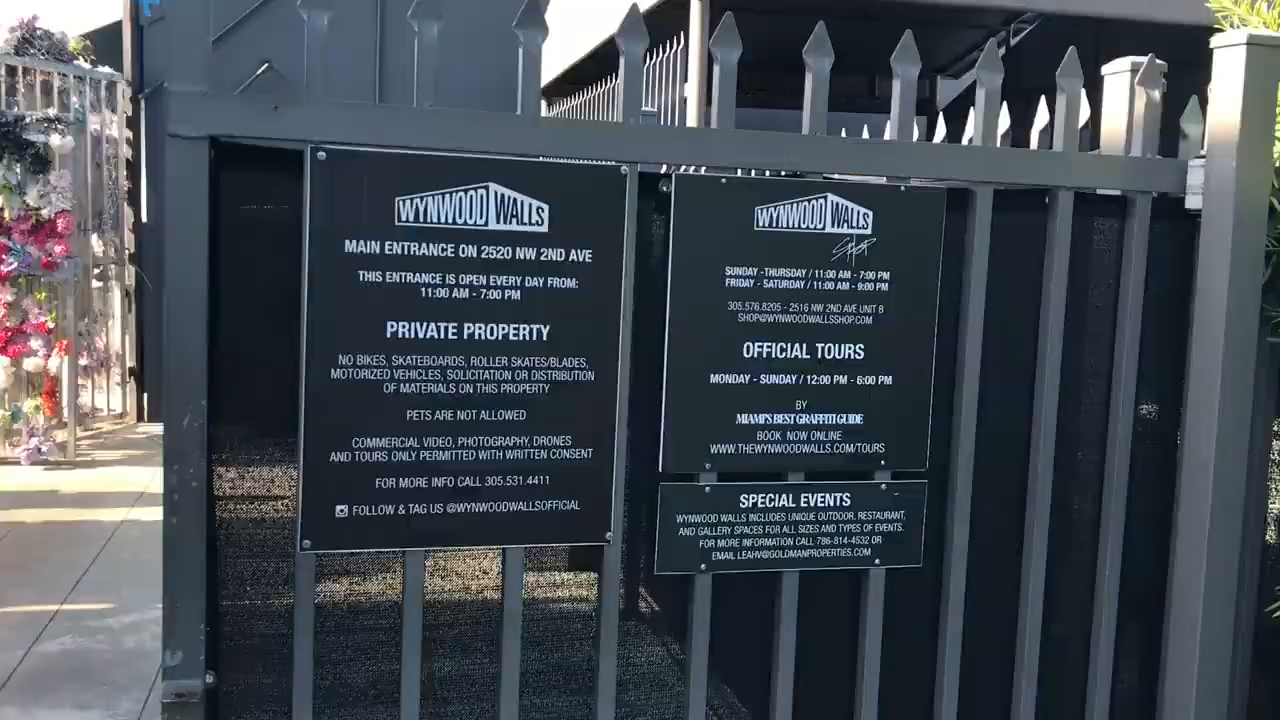 WYNWOOD WALLS
MAIN ENTRANCE ON 2520 NW 2ND AVE
THIS ENTRANCE IS OPEN EVERY DAY FROM:
11:00 AM - 7:00 PM
PRIVATE PROPERTY
NO BIKES, SKATEBOARDS, ROLLER SKATES/BLADES,
MOTORIZED VEHICLES, SOLICITATION OR DISTRIBUTION
OF MATERIALS ON THIS PROPERTY
PETS ARE NOT ALLOWED
COMMERCIAL VIDEO, PHOTOGRAPHY, DRONES
AND TOURS ONLY PERMITTED WITH WRITTEN CONSENT
FOR MORE INFO CALL 305.531.4411
FOLLOW & TAG US @WYNWOODWALLSOFFICIAL
WYNWOOD WALLS
SHOP
SUNDAY -THURSDAY / 11:00 AM - 7:00 PM
FRIDAY - SATURDAY / 11:00 AM - 9:00 PM
305.576.8205 - 2516 NW 2ND AVE UNIT B
SHOP@WYNWOODWALLSSHOP.COM
OFFICIAL TOURS
MONDAY - SUNDAY / 12:00 PM - 6:00 PM
BY
MIAMI'S BEST GRAFFITI GUIDE
BOOK NOW ONLINE
WWW.THEWYNWOODWALLS.COM/TOURS
SPECIAL EVENTS
WYNWOOD WALLS INCLUDES UNIQUE OUTDOOR, RESTAURANT,
AND GALLERY SPACES FOR ALL SIZES AND TYPES OF EVENTS.
FOR MORE INFORMATION CALL 786-814-4532 OR
EMAIL LEAHV@GOLDMANPROPERTIES.COM